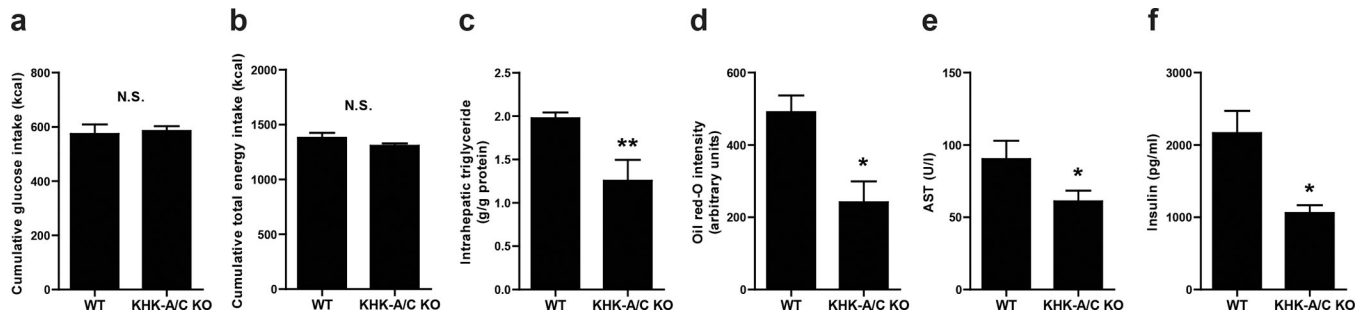 a
Cumulative glucose intake (kcal)
800
600
400
200
0
N.S.
WT KHK-A/C KO
b
Cumulative total energy intake (kcal)
2000
1500
1000
500
0
N.S.
WT KHK-A/C KO
c
Intrahepatic triglyceride
(g/g protein)
2.5
2.0
1.5
1.0
0.5
0.0
**
WT KHK-A/C KO
d
Oil red-O intensity
(arbitrary units)
600
400
200
0
*
WT KHK-A/C KO
e
AST (U/l)
150
100
50
0
*
WT KHK-A/C KO
f
Insulin (pg/ml)
3000
2000
1000
0
*
WT KHK-A/C KO